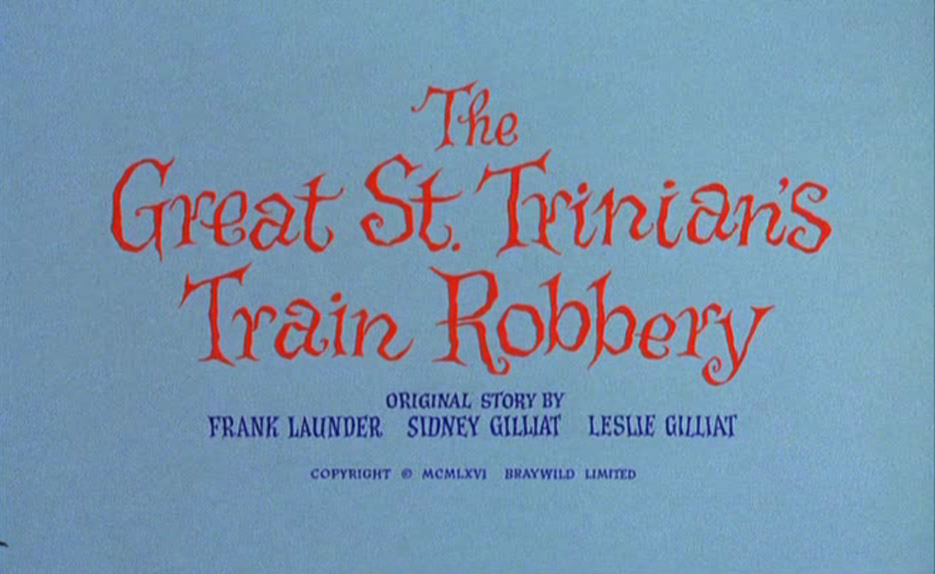 The
Great St. Trinian's
Train Robbery
ORIGINAL STORY BY
FRANK LAUNDER SIDNEY GILLIAT LESLIE GILLIAT
COPYRIGHT © MCMLXVI BRAYWILD LIMITED